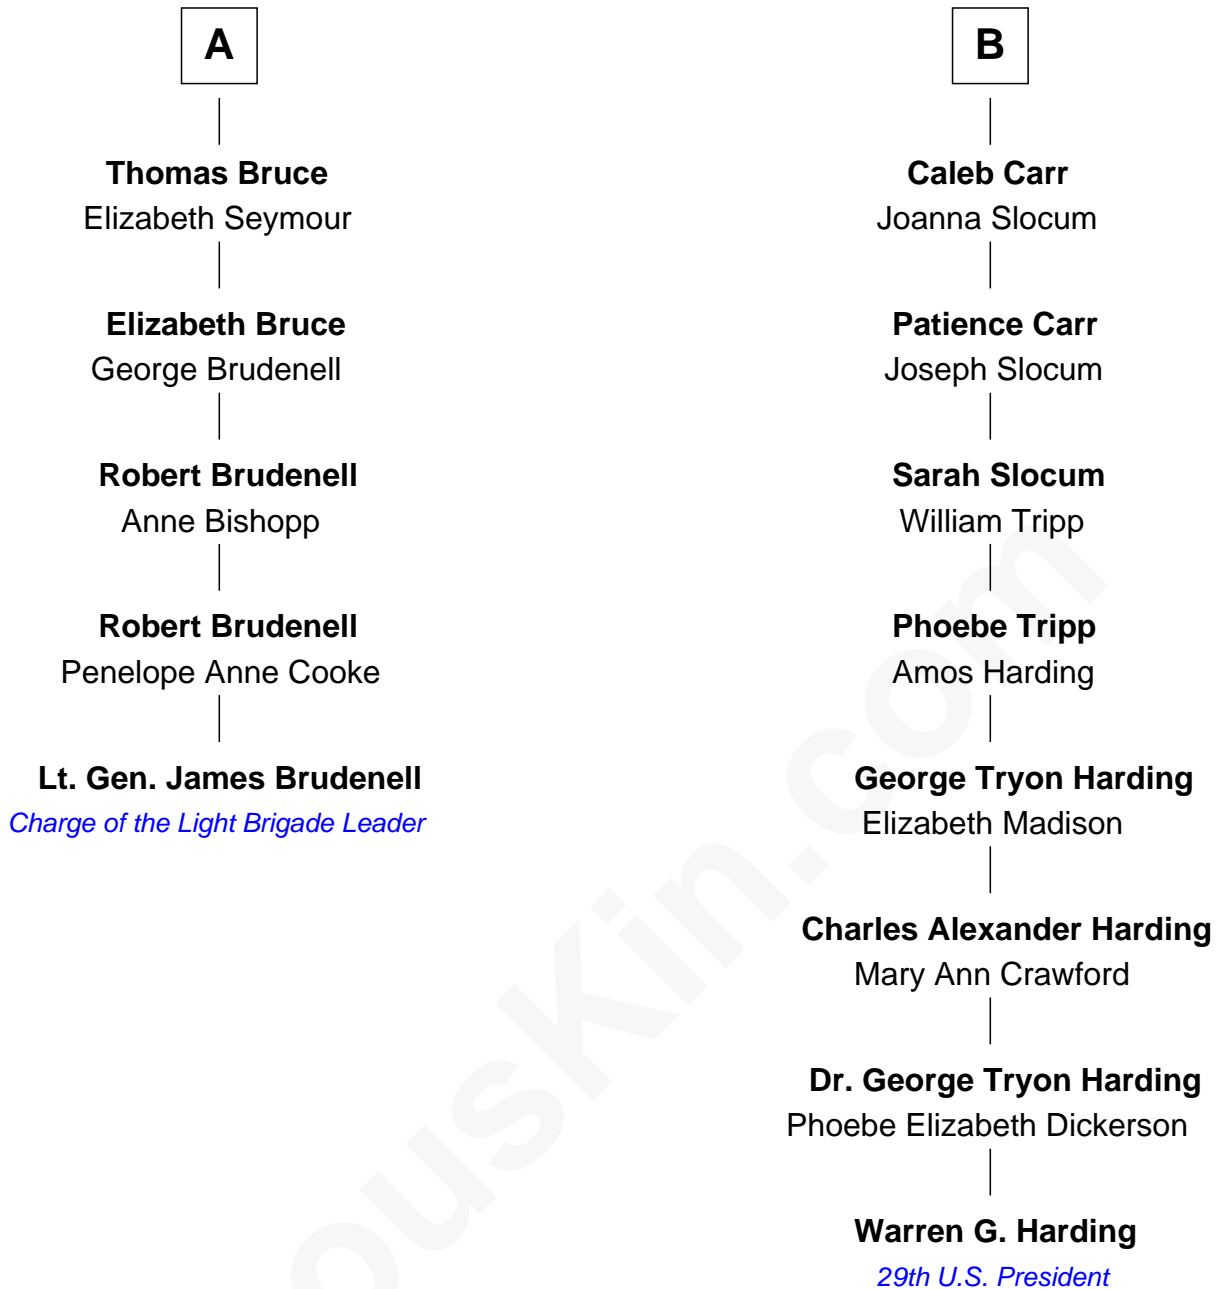 A
Thomas Bruce
Elizabeth Seymour
Elizabeth Bruce
George Brudenell
Robert Brudenell
Anne Bishopp
Robert Brudenell
Penelope Anne Cooke
Lt. Gen. James Brudenell
Charge of the Light Brigade Leader
B
Caleb Carr
Joanna Slocum
Patience Carr
Joseph Slocum
Sarah Slocum
William Tripp
Phoebe Tripp
Amos Harding
George Tryon Harding
Elizabeth Madison
Charles Alexander Harding
Mary Ann Crawford
Dr. George Tryon Harding
Phoebe Elizabeth Dickerson
Warren G. Harding
29th U.S. President
ousKin.com